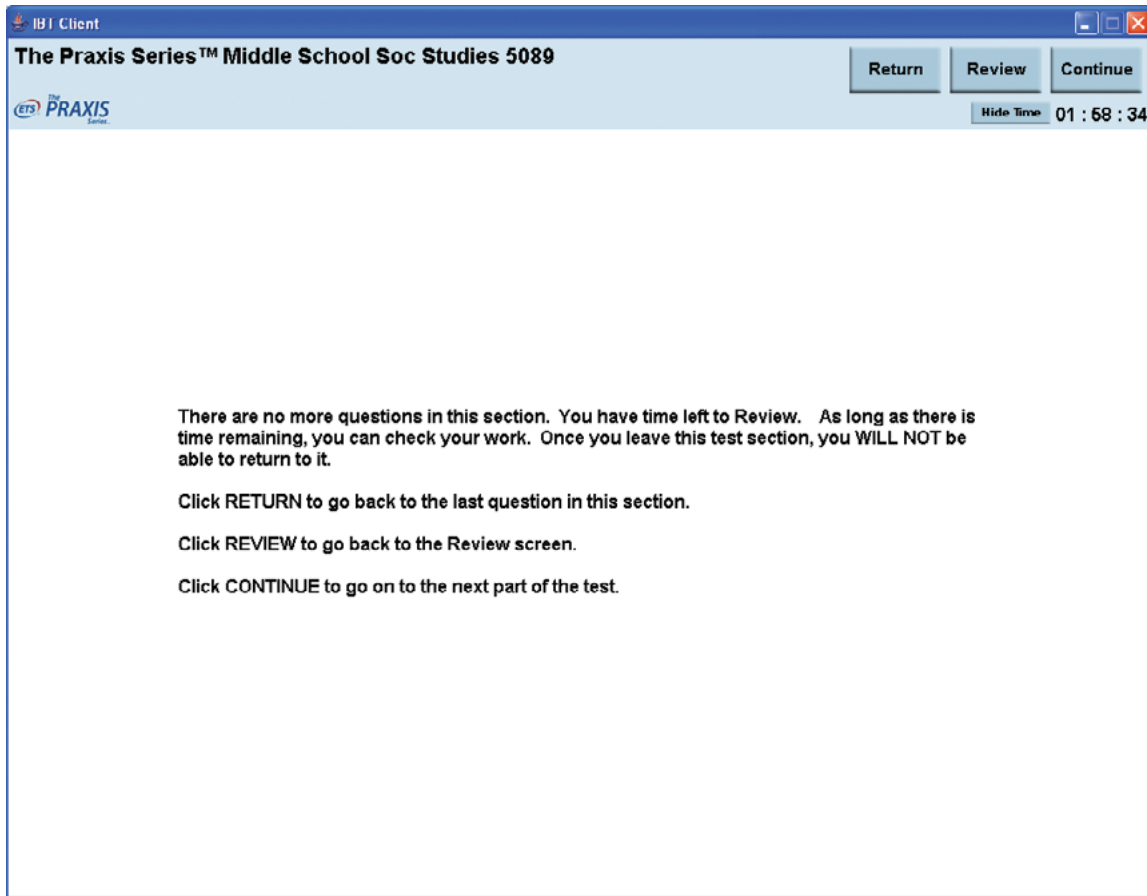 IBT Client
The Praxis Series™ Middle School Soc Studies 5089
Return Review Continue
ETS The PRAXIS Series
Hide Time 01 : 58 : 34
There are no more questions in this section. You have time left to Review. As long as there is
time remaining, you can check your work. Once you leave this test section, you WILL NOT be
able to return to it.
Click RETURN to go back to the last question in this section.
Click REVIEW to go back to the Review screen.
Click CONTINUE to go on to the next part of the test.